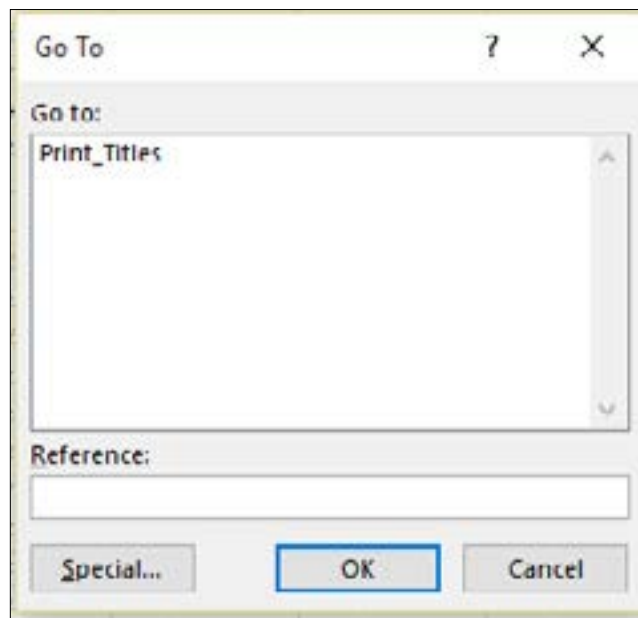 Go To ? X
Go to:
Print_Titles
Reference:
Special... OK Cancel